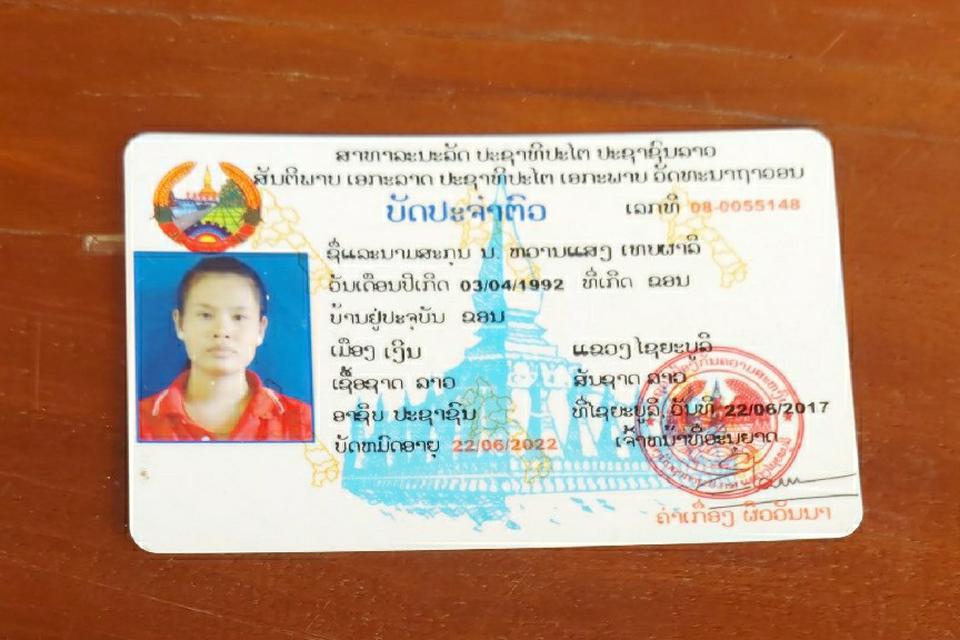 ສາທາລະນະລັດ ປະຊາທິປະໄຕ ປະຊາຊົນລາວ
ສັນຕິພາບ ເອກະລາດ ປະຊາທິປະໄຕ ເອກະພາບ ວັດທະນາຖາວອນ
ບັດປະຈຳຕົວ ເລກທີ 08-0055148
ຊື່ແລະນາມສະກຸນ ນ. ຫວານແສງ ເທບຜາລີ
ວັນເດືອນປີເກີດ 03/04/1992 ທີ່ເກີດ ຂອນ
ບ້ານຢູ່ປະຈຸບັນ ຂອນ
ເມືອງ ເງິນ ແຂວງ ໄຊຍະບູລີ
ເຊື້ອຊາດ ລາວ ສັນຊາດ ລາວ
ອາຊິບ ປະຊາຊົນ ທີ່ໄຊຍະບູລີ, ວັນທີ 22/06/2017
ບັດຫມົດອາຍຸ 22/06/2022 ເຈົ້າຫນ້າທີ່ອະນຸຍາດ
ຄຳເກື່ອງ ຜິວວັນນາ